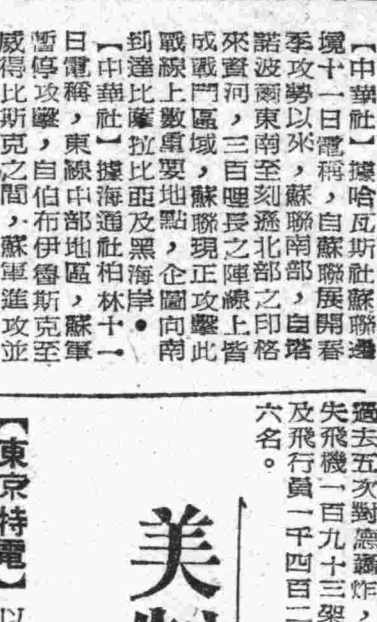 【中華社】據哈瓦斯社蘇聯邊
境十一日電稱，自蘇聯展開春
季攻勢以來，蘇聯南部，自塔
諾波爾東南至刻遜北部之印格
來資河，三百哩長之陣線上皆
成戰鬥區域，蘇聯現正攻擊此
戰線上數重要地點，企圖向南
到達比薩拉比亞及黑海岸。
【中華社】據海通社柏林十一
日電稱，東線中部地區，蘇軍
暫停攻擊，自伯布伊魯斯克至
威得比斯克之間，蘇軍進攻並
過去五次對德轟炸，
失飛機一百九十三架
及飛行員一千四百二
六名。
美
【東京特電】以